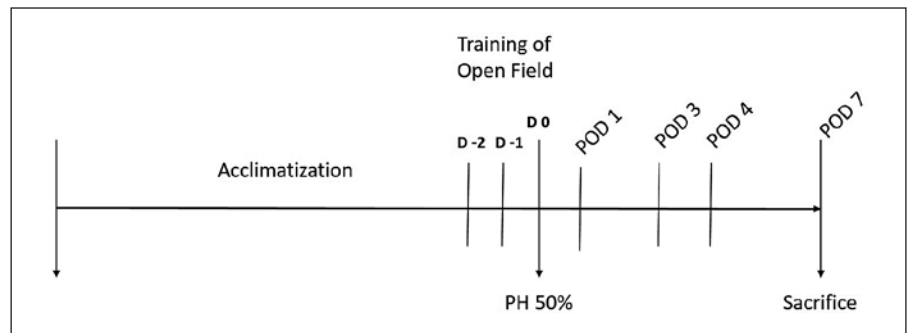 Training of
Open Field
D -2
D -1
D 0
POD 1
POD 3
POD 4
POD 7
Acclimatization
PH 50%
Sacrifice